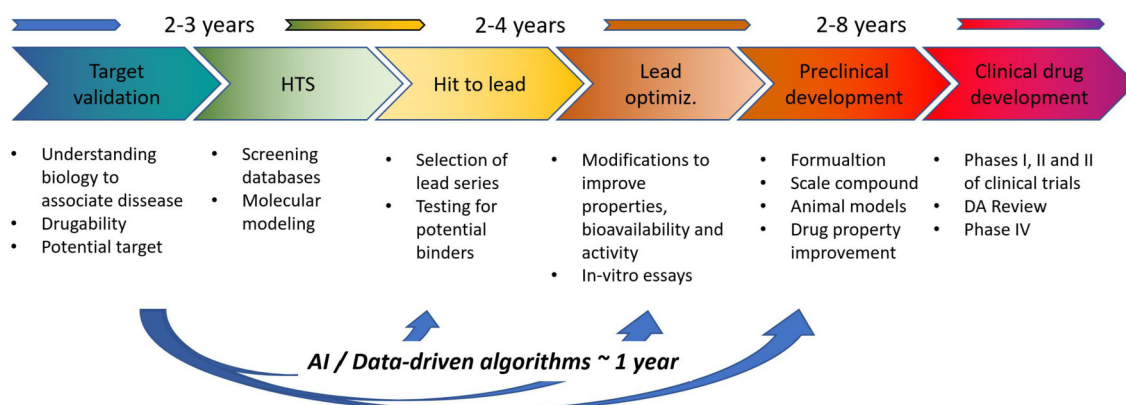 2-3 years
2-4 years
2-8 years
Target
validation
HTS
Hit to lead
Lead
optimiz.
Preclinical
development
Clinical drug
development
• Understanding
biology to
associate dissease
• Drugability
• Potential target
• Screening
databases
• Molecular
modeling
• Selection of
lead series
• Testing for
potential
binders
• Modifications to
improve
properties,
bioavailability and
activity
• In-vitro essays
• Formualtion
• Scale compound
• Animal models
• Drug property
improvement
• Phases I, II and II
of clinical trials
• DA Review
• Phase IV
AI / Data-driven algorithms ~ 1 year